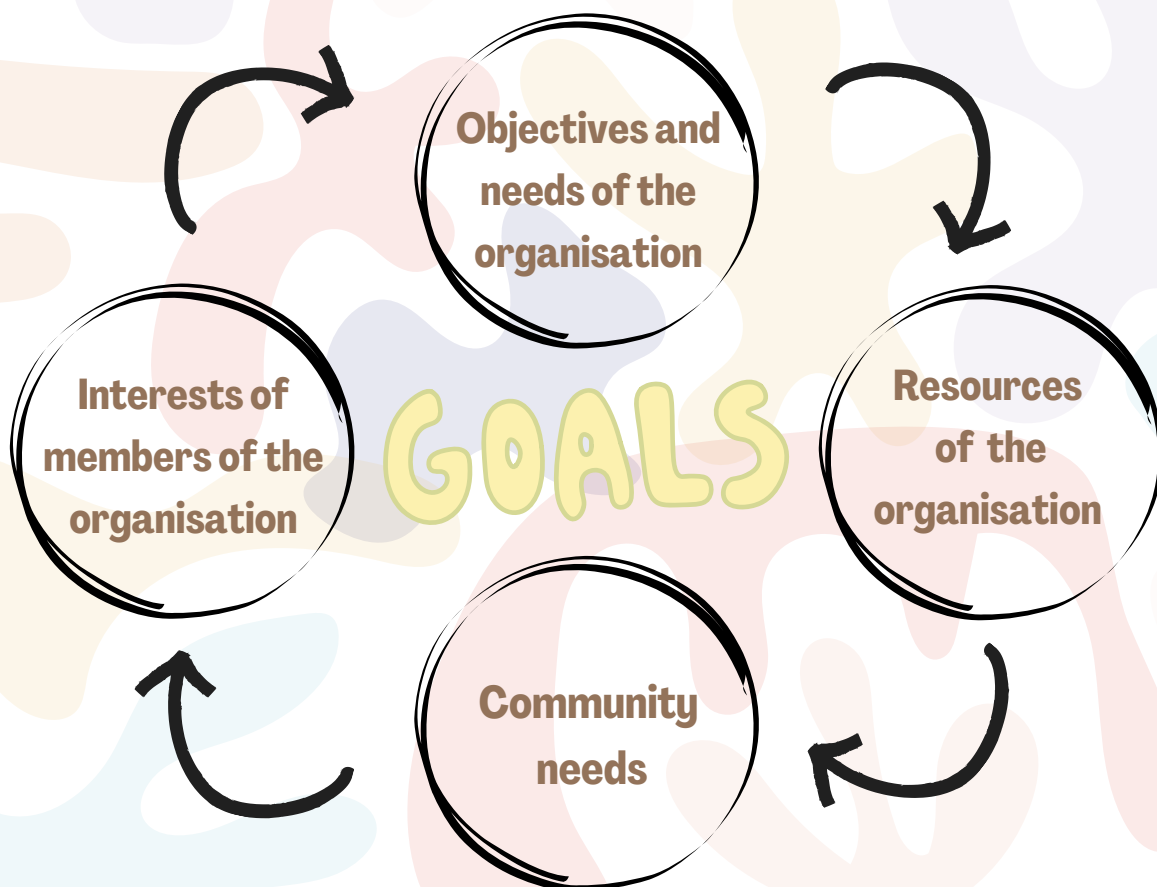 Objectives and
needs of the
organisation
Interests of
members of the
organisation
GOALS
Resources
of the
organisation
Community
needs